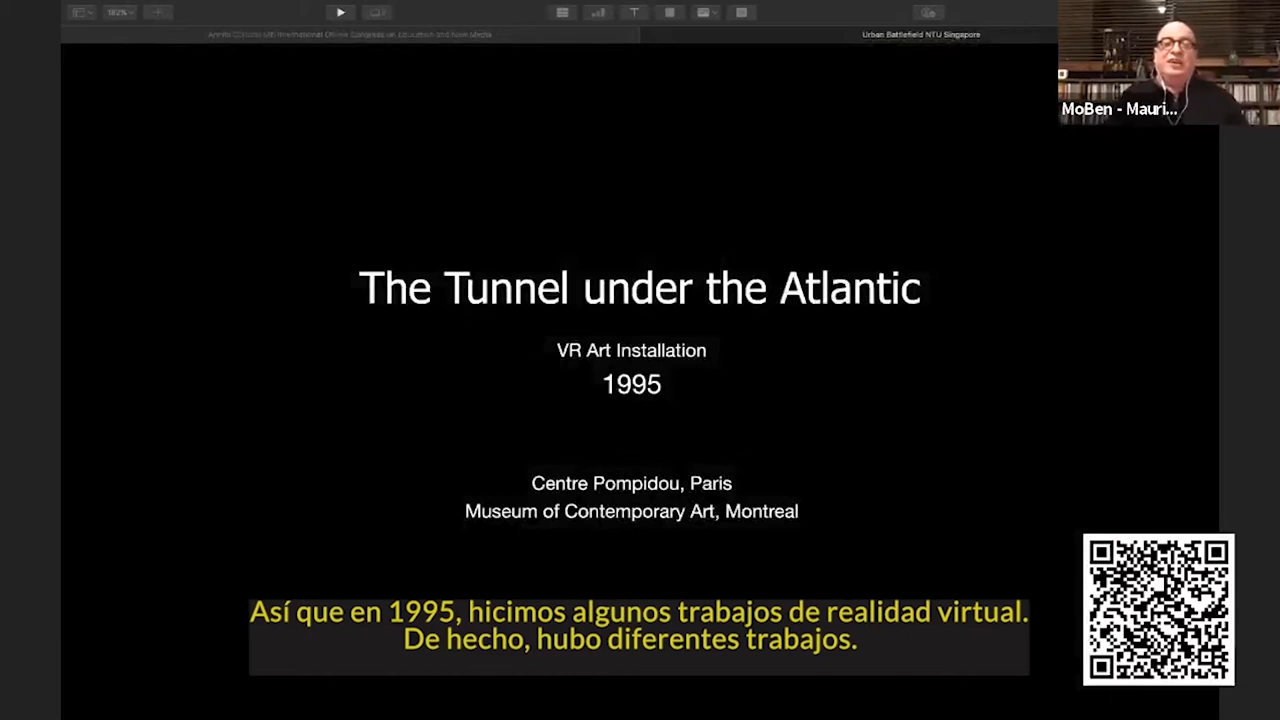 182%
Urban Battlefield NTU Singapore
MoBen - Mauri...
The Tunnel under the Atlantic
VR Art Installation
1995
Centre Pompidou, Paris
Museum of Contemporary Art, Montreal
Así que en 1995, hicimos algunos trabajos de realidad virtual.
De hecho, hubo diferentes trabajos.